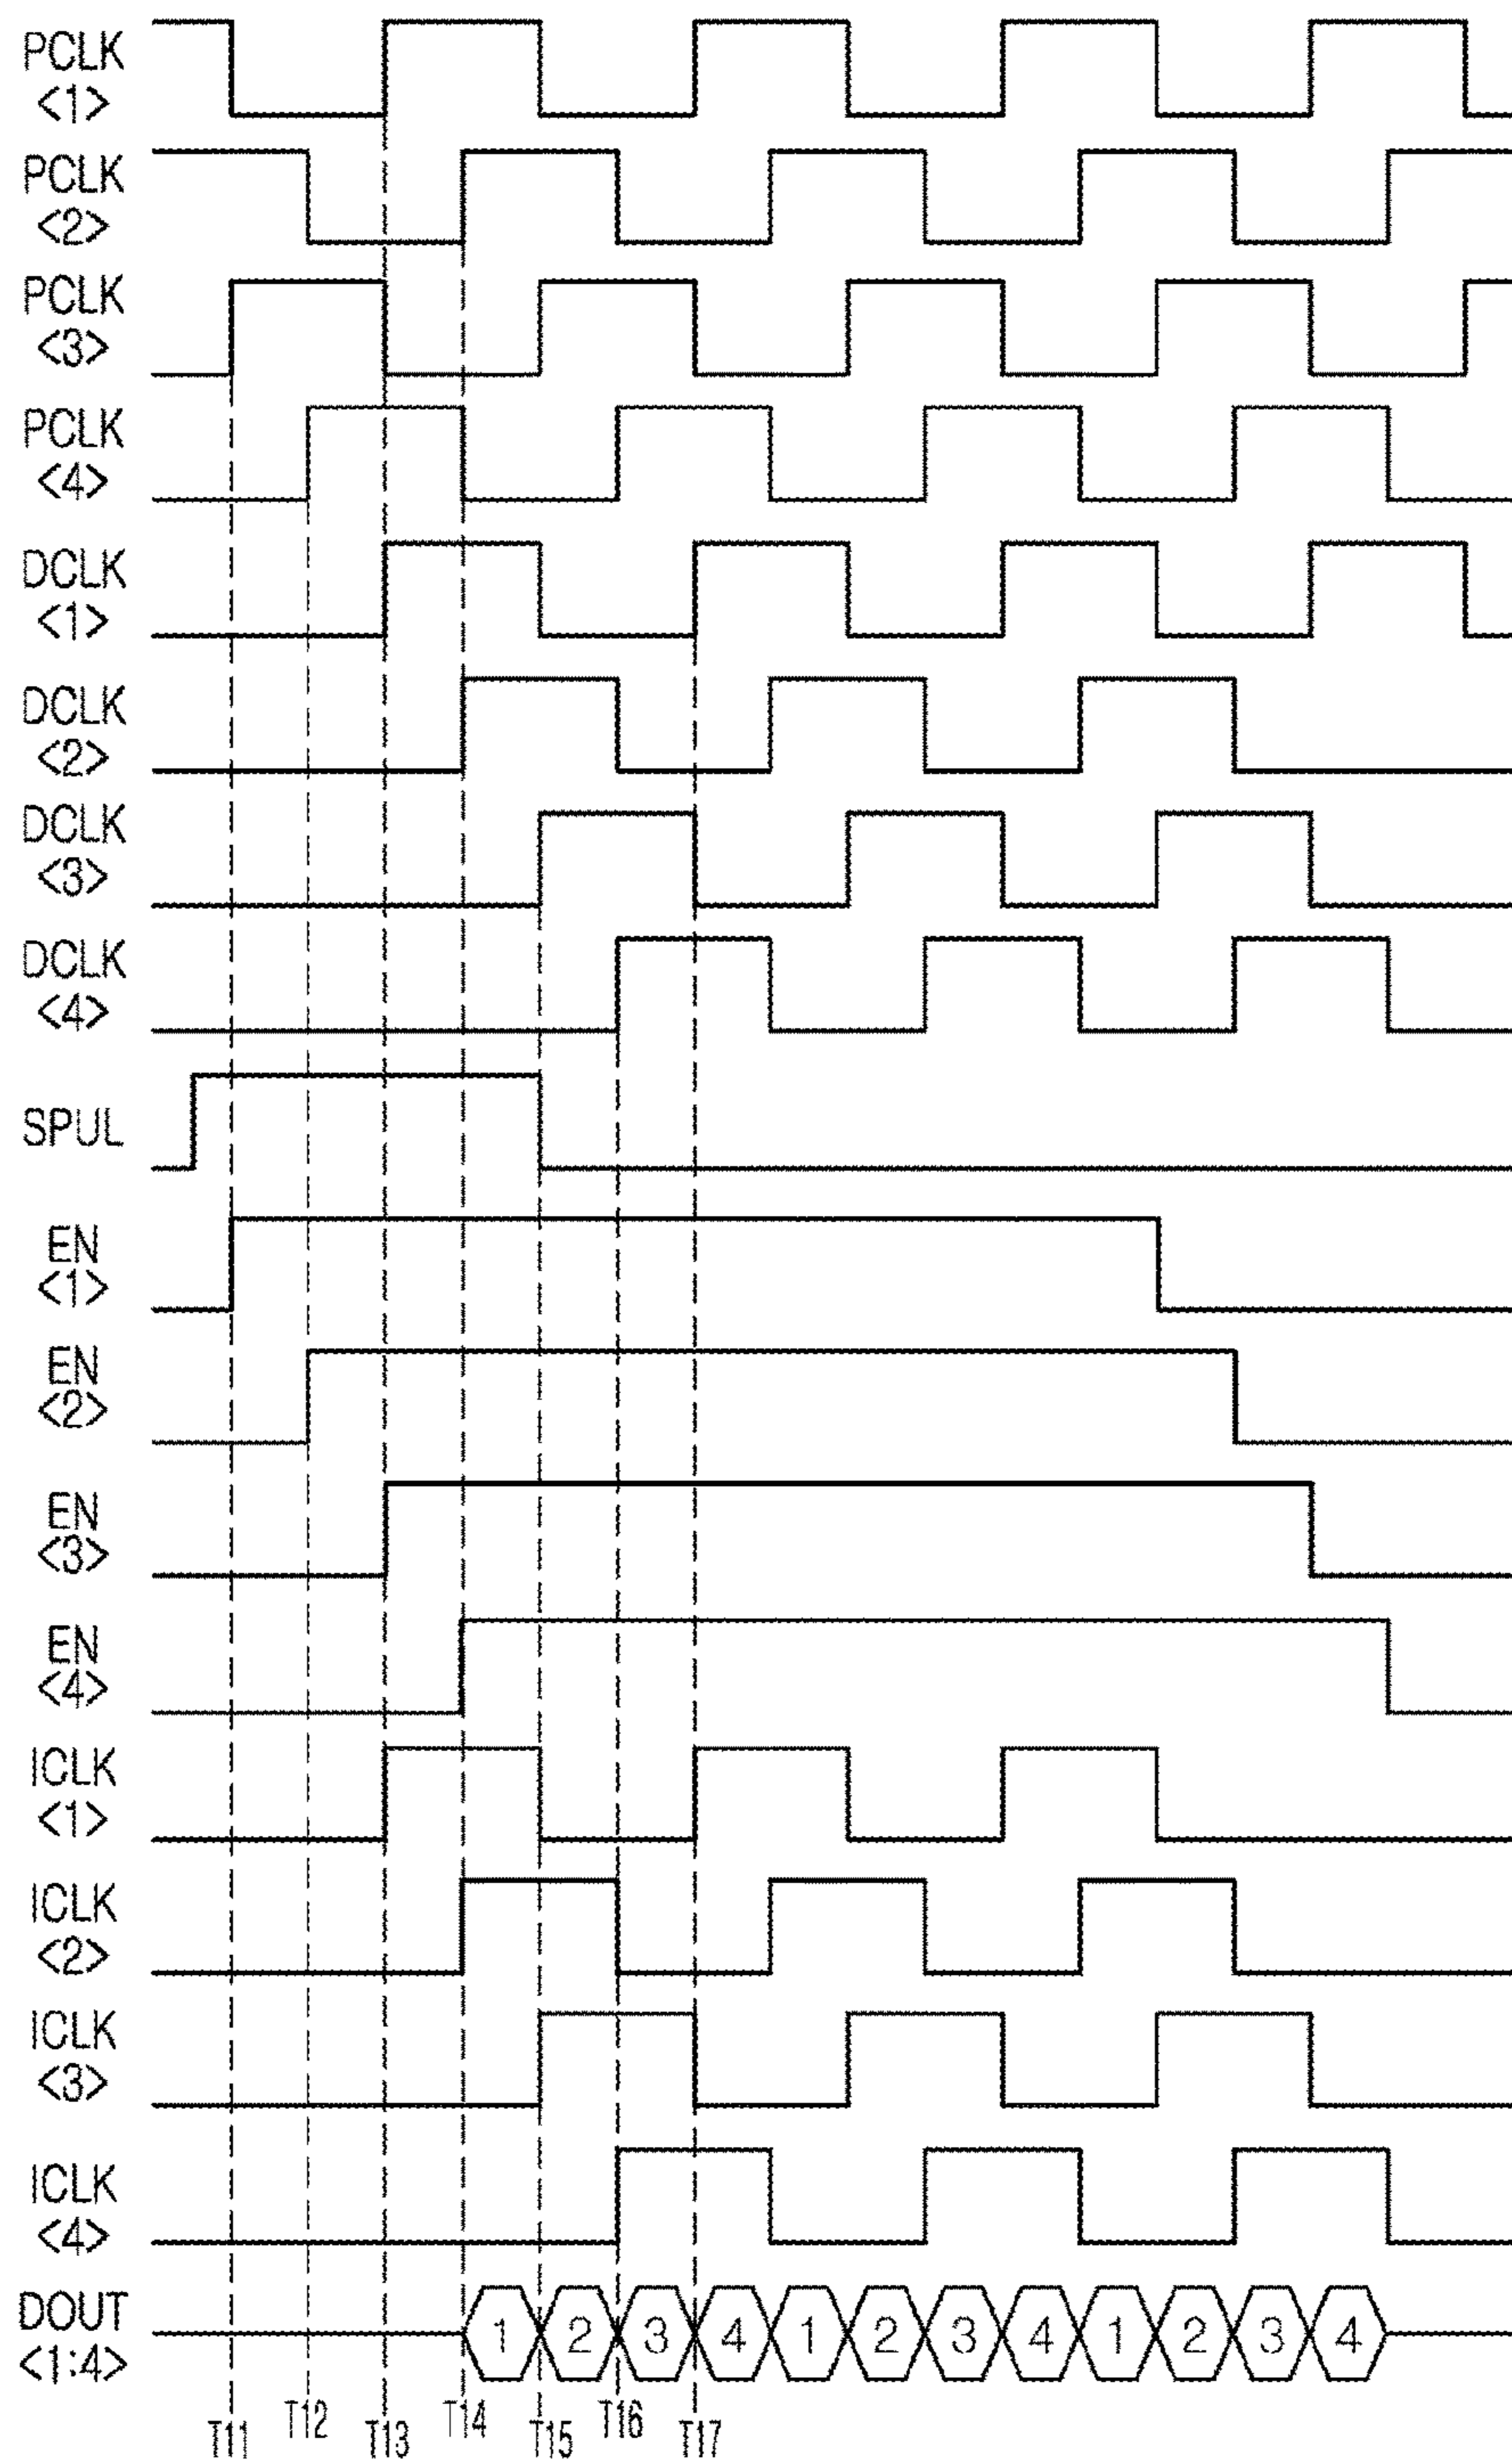 PCLK
<1>
PCLK
<2>
PCLK
<3>
PCLK
<4>
DCLK
<1>
DCLK
<2>
DCLK
<3>
DCLK
<4>
SPUL
EN
<1>
EN
<2>
EN
<3>
EN
<4>
ICLK
<1>
ICLK
<2>
ICLK
<3>
ICLK
<4>
DOUT
<1:4>
1 2 3 4 1 2 3 4 1 2 3 4
T11 T12 T13 T14 T15 T16 T17